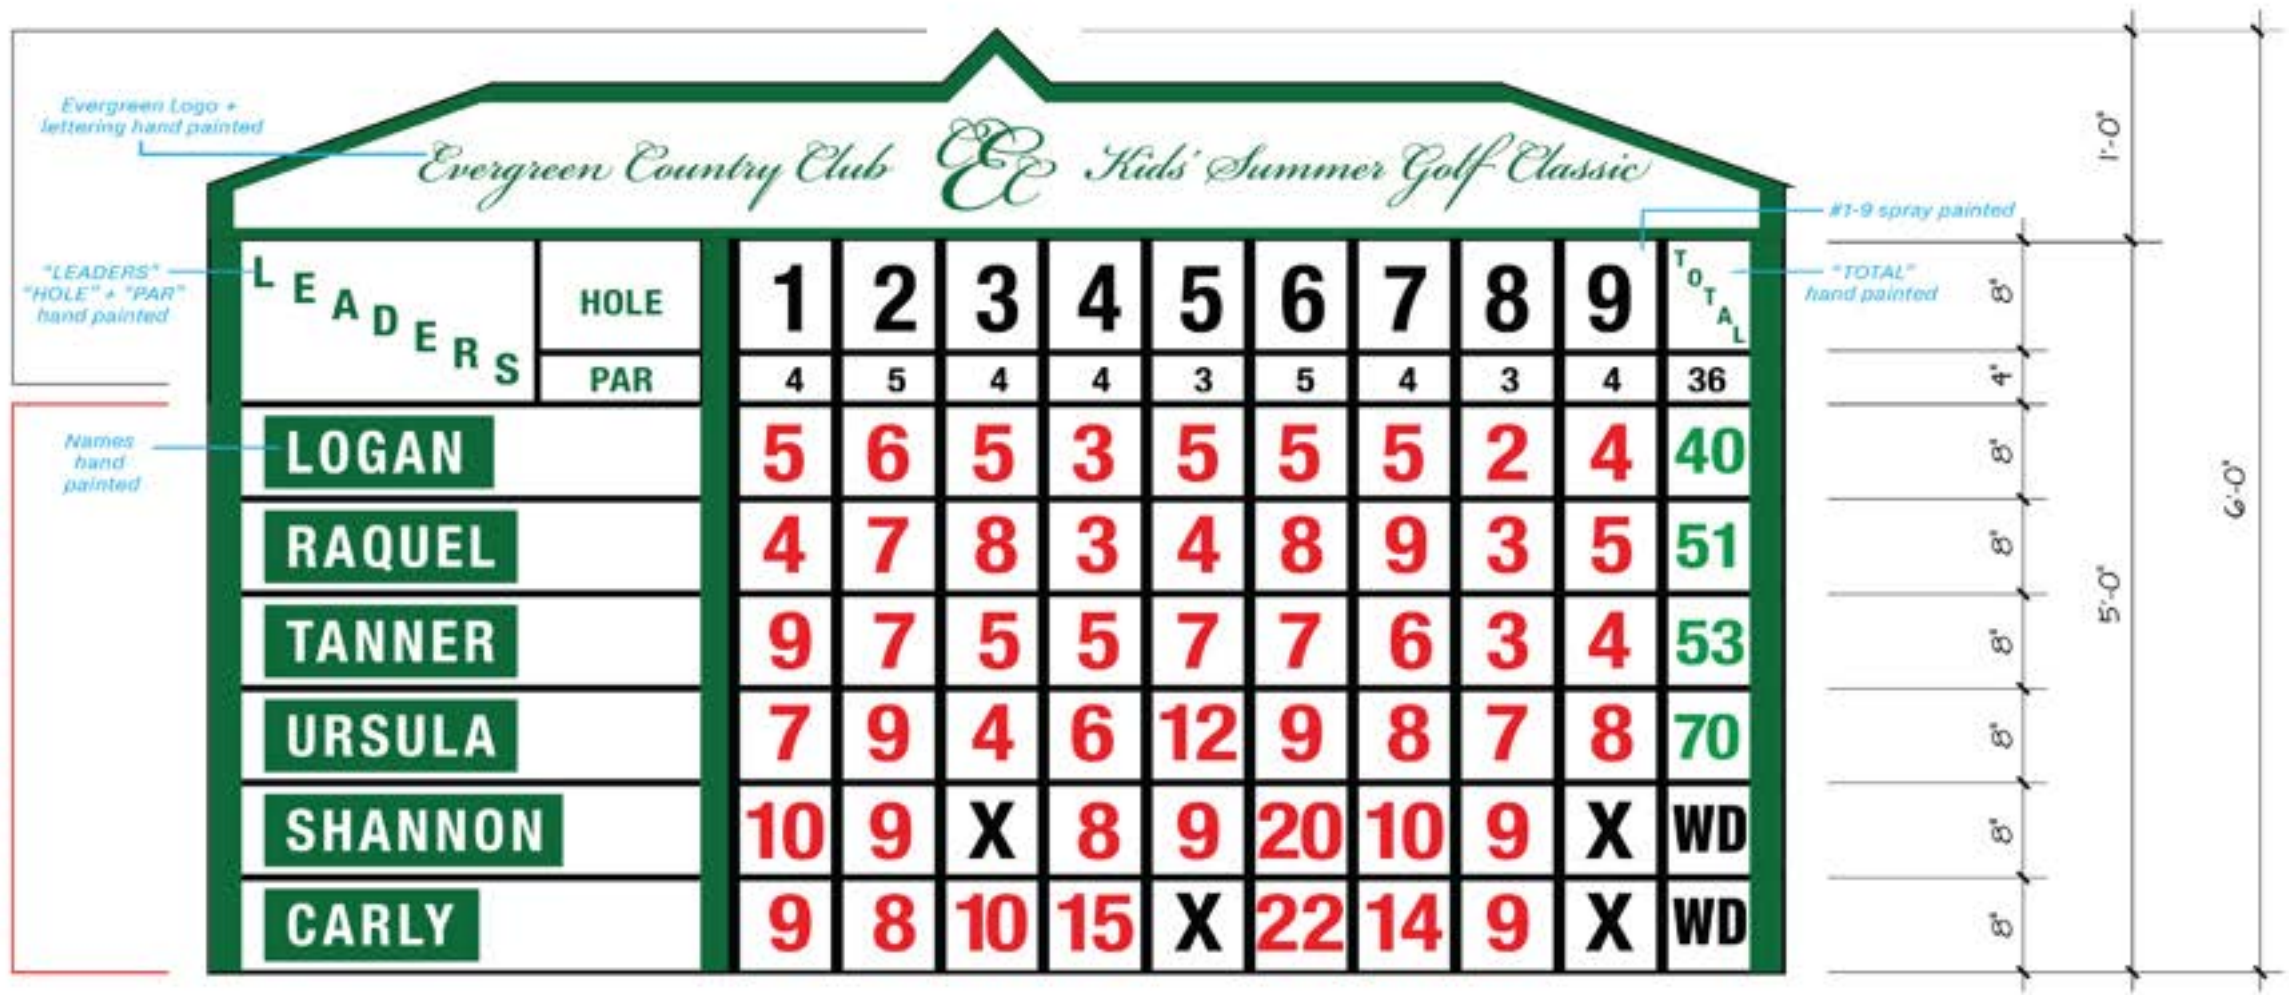 Evergreen Logo +
lettering hand painted
Evergreen Country Club ECC Kids' Summer Golf Classic
1'-0"
#1-9 spray painted
"LEADERS"
"HOLE" + "PAR"
hand painted
LEADERS HOLE 1 2 3 4 5 6 7 8 9 TOTAL
"TOTAL"
hand painted
8"
PAR 4 5 4 4 3 5 4 3 4 36
4"
Names
hand
painted
LOGAN 5 6 5 3 5 5 5 2 4 40
8"
RAQUEL 4 7 8 3 4 8 9 3 5 51
8"
TANNER 9 7 5 5 7 7 6 3 4 53
8"
URSULA 7 9 4 6 12 9 8 7 8 70
8"
SHANNON 10 9 X 8 9 20 10 9 X WD
8"
CARLY 9 8 10 15 X 22 14 9 X WD
8"
5'-0"
6'-0"